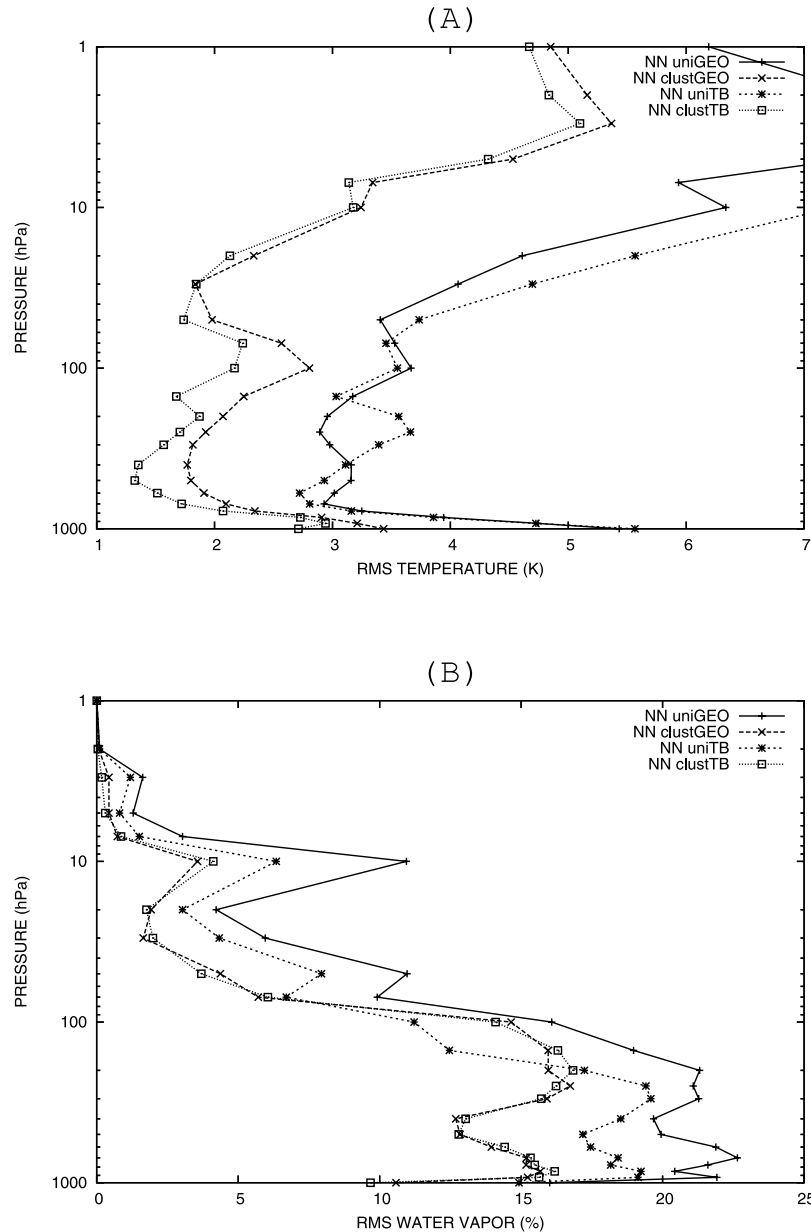 (A)
1
10
100
1000
PRESSURE (hPa)
NN uniGEO
NN clustGEO
NN uniTB
NN clustTB
1 2 3 4 5 6 7
RMS TEMPERATURE (K)
(B)
1
10
100
1000
PRESSURE (hPa)
NN uniGEO
NN clustGEO
NN uniTB
NN clustTB
0 5 10 15 20 25
RMS WATER VAPOR (%)